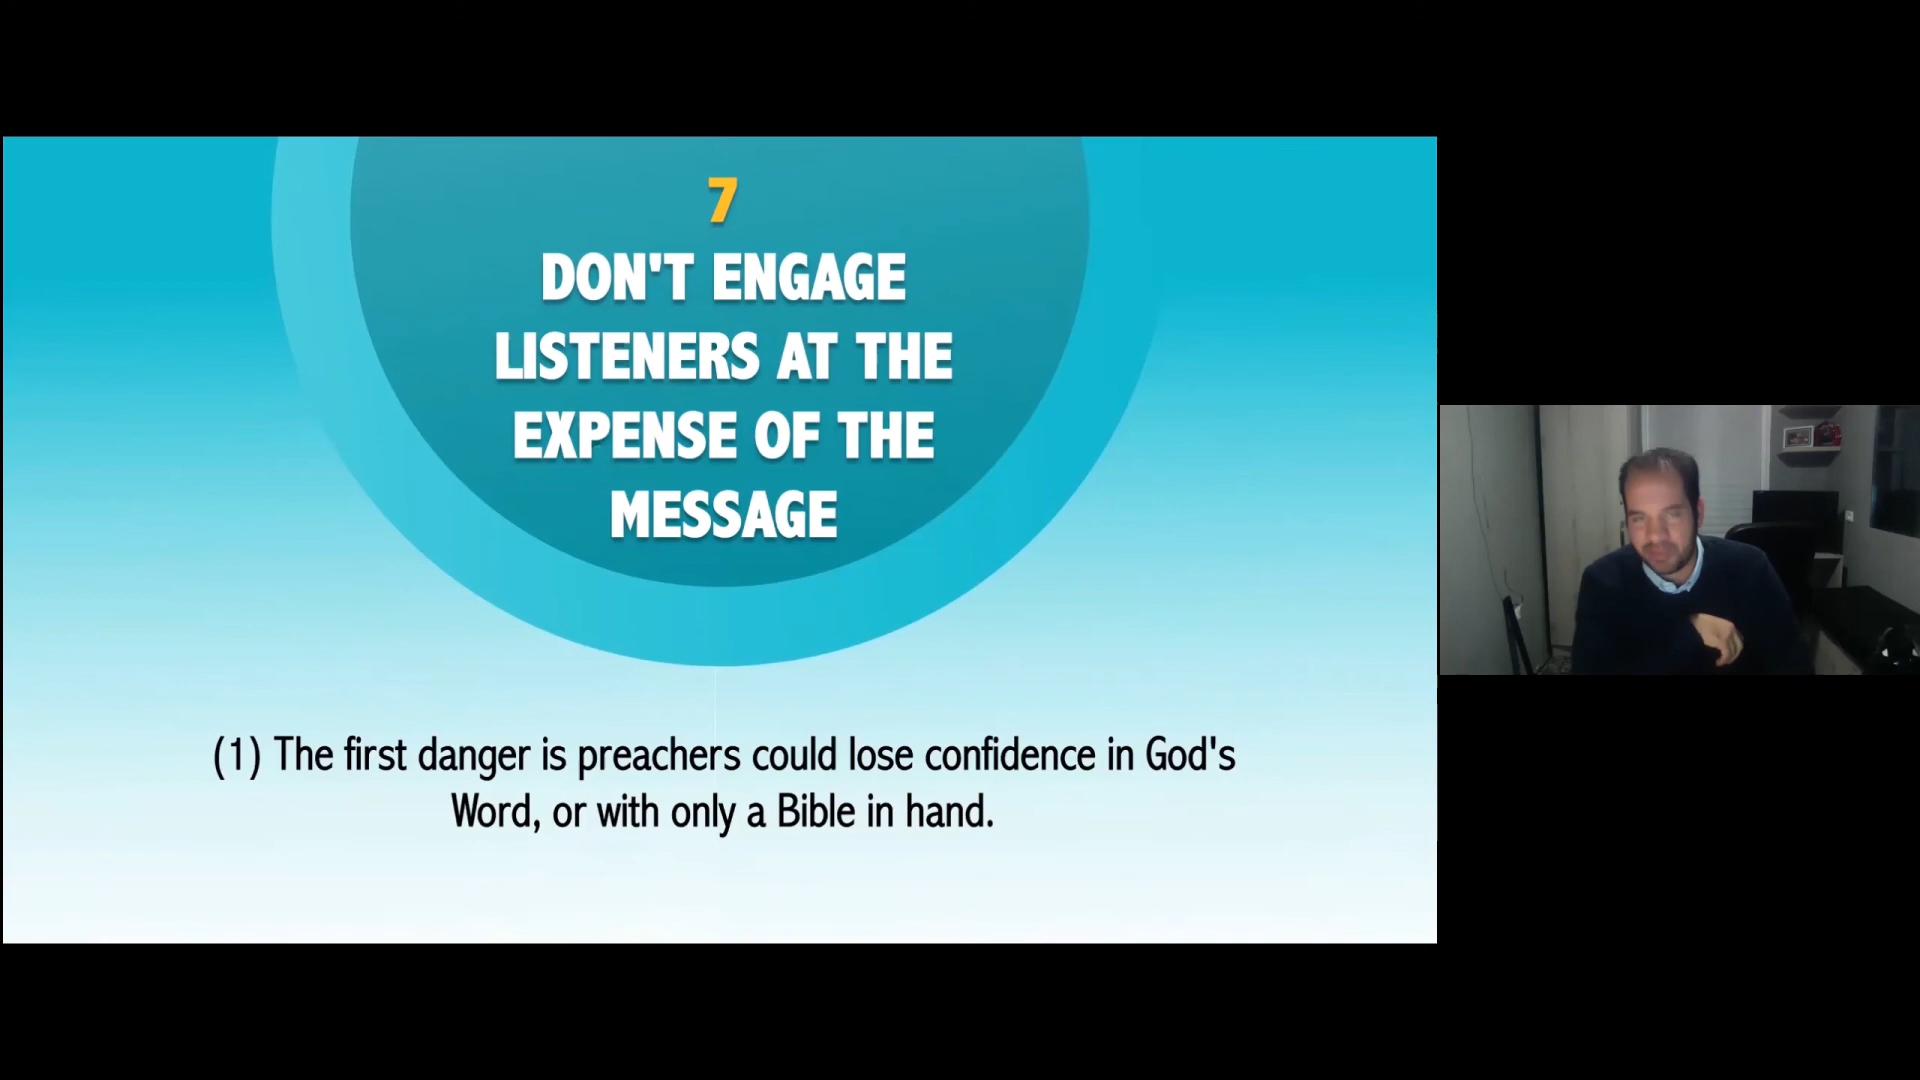 7
DON'T ENGAGE
LISTENERS AT THE
EXPENSE OF THE
MESSAGE
(1) The first danger is preachers could lose confidence in God's
Word, or with only a Bible in hand.